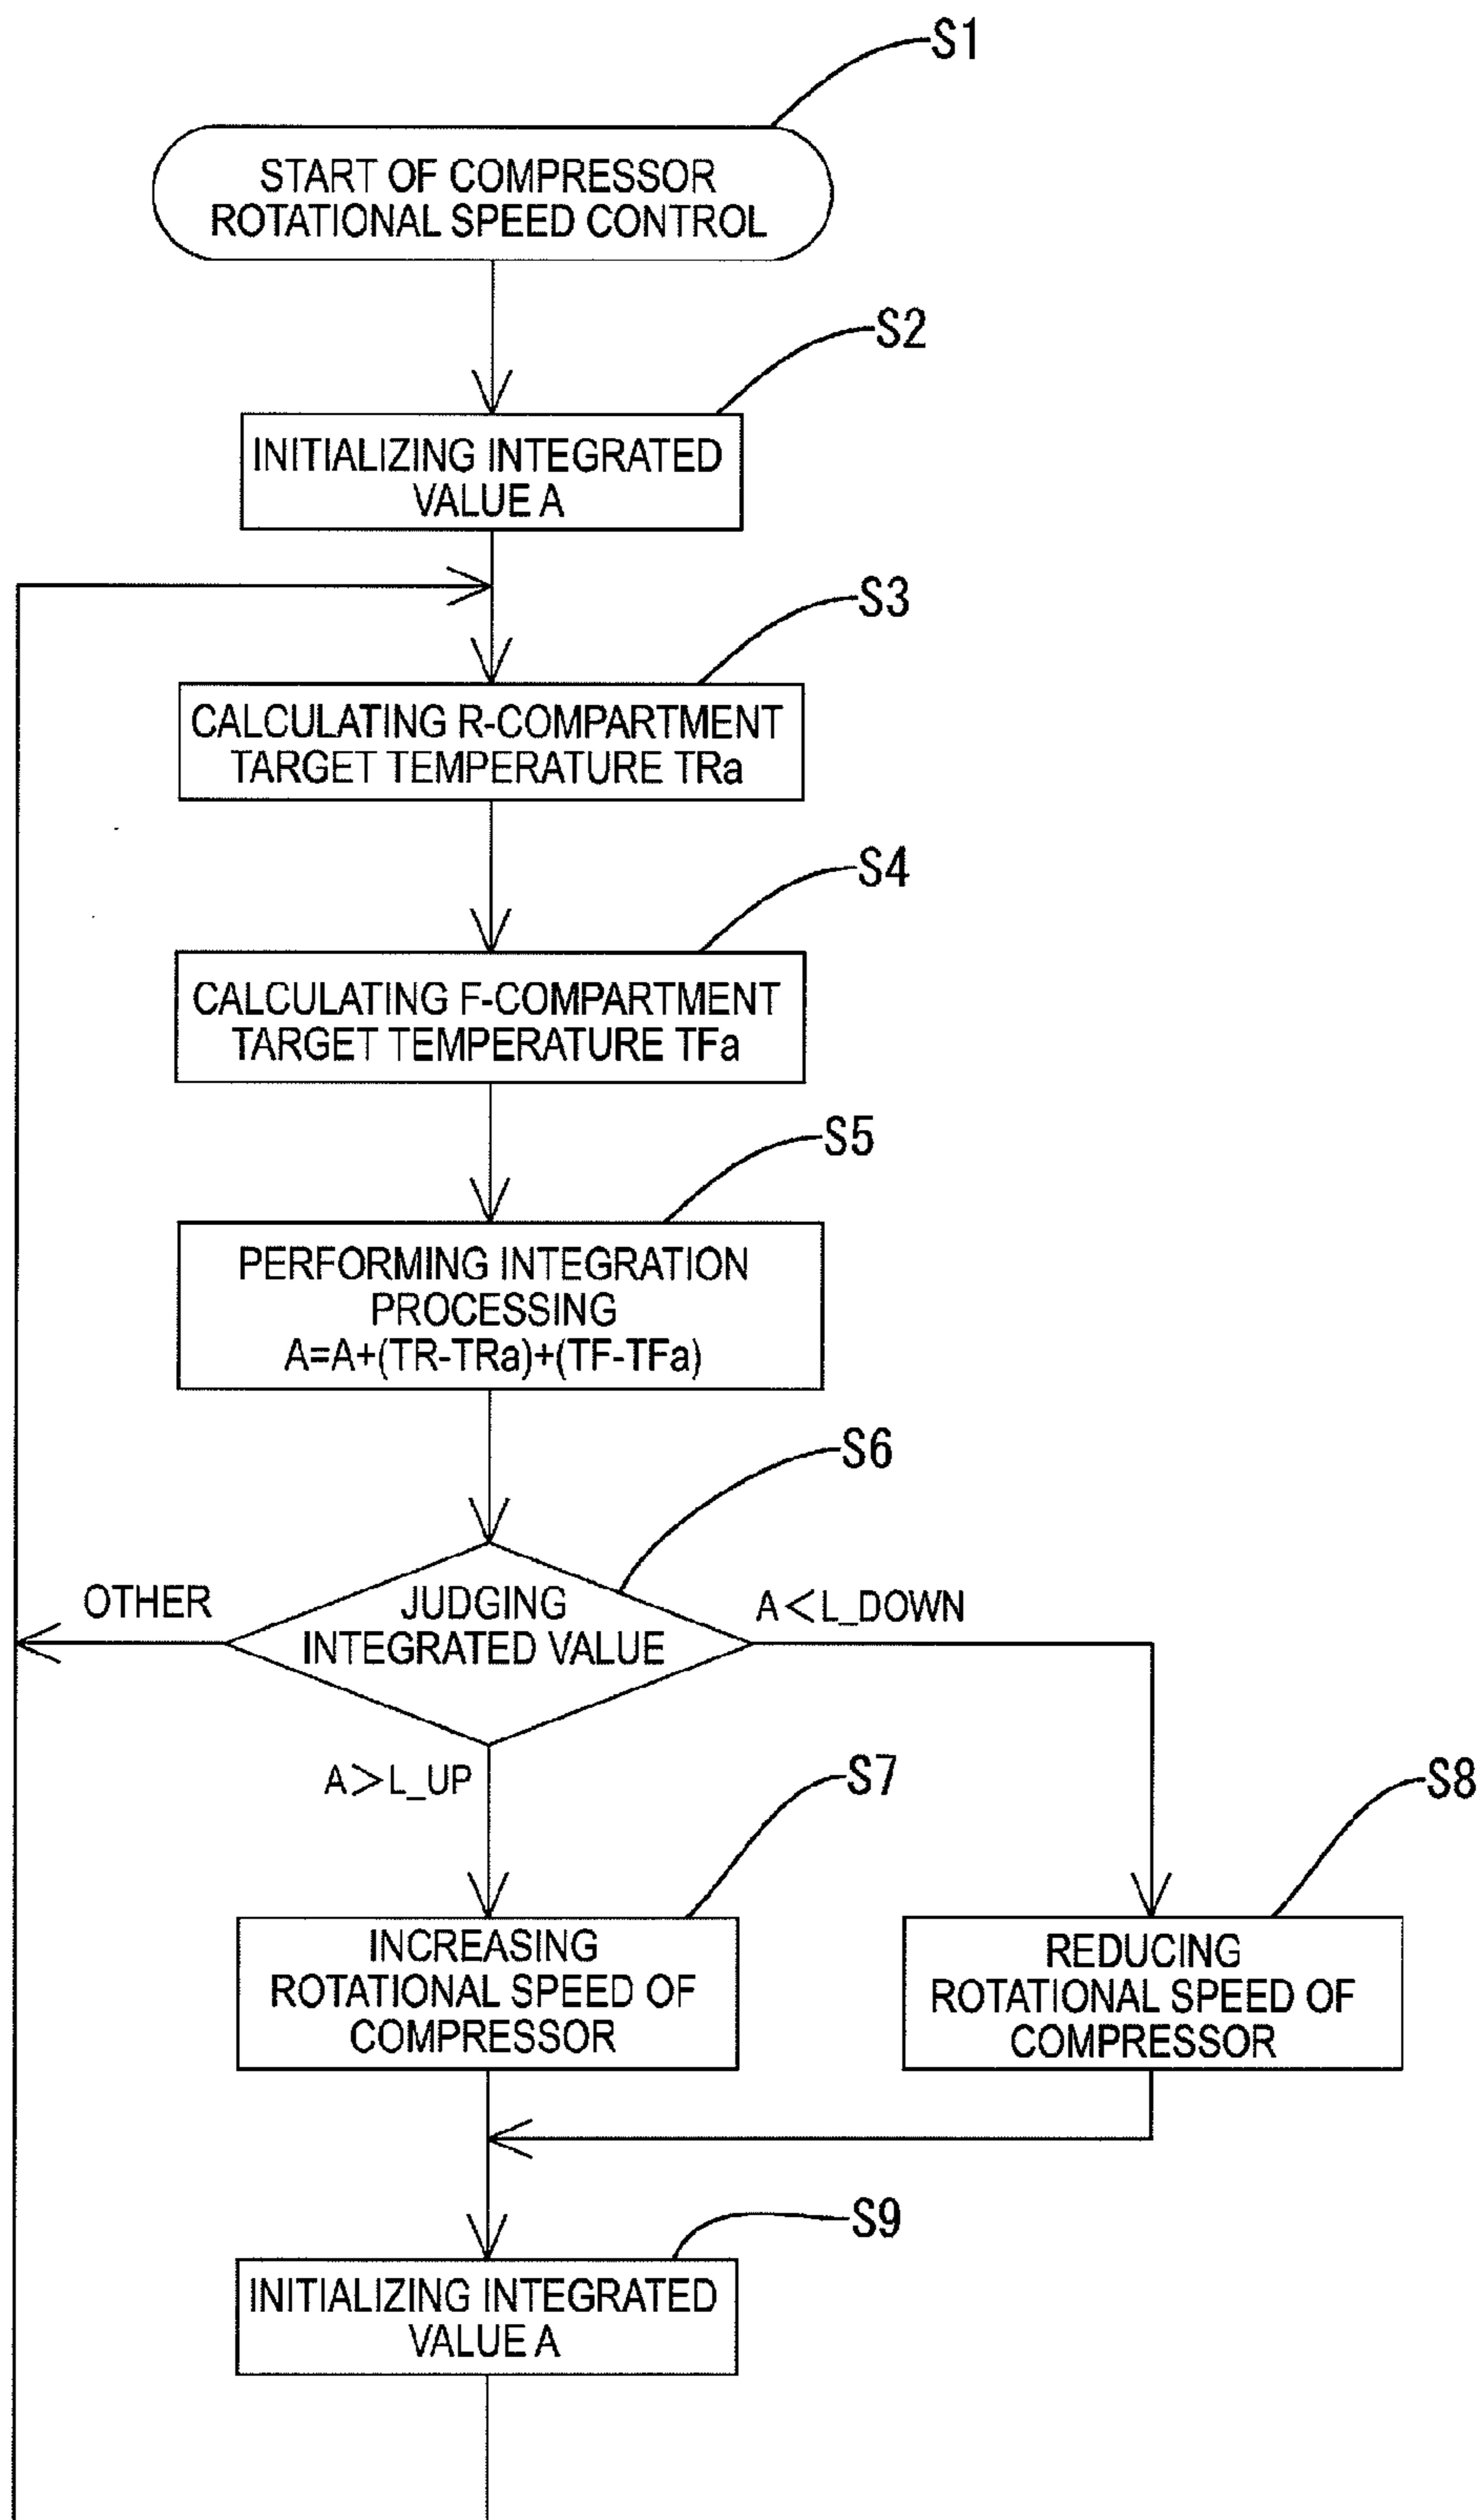 S1
START OF COMPRESSOR
ROTATIONAL SPEED CONTROL
S2
INITIALIZING INTEGRATED
VALUE A
S3
CALCULATING R-COMPARTMENT
TARGET TEMPERATURE TRa
S4
CALCULATING F-COMPARTMENT
TARGET TEMPERATURE TFa
S5
PERFORMING INTEGRATION
PROCESSING
A=A+(TR-TRa)+(TF-TFa)
S6
OTHER
JUDGING
INTEGRATED VALUE
A<L_DOWN
A>L_UP
S7
S8
INCREASING
ROTATIONAL SPEED OF
COMPRESSOR
REDUCING
ROTATIONAL SPEED OF
COMPRESSOR
S9
INITIALIZING INTEGRATED
VALUE A